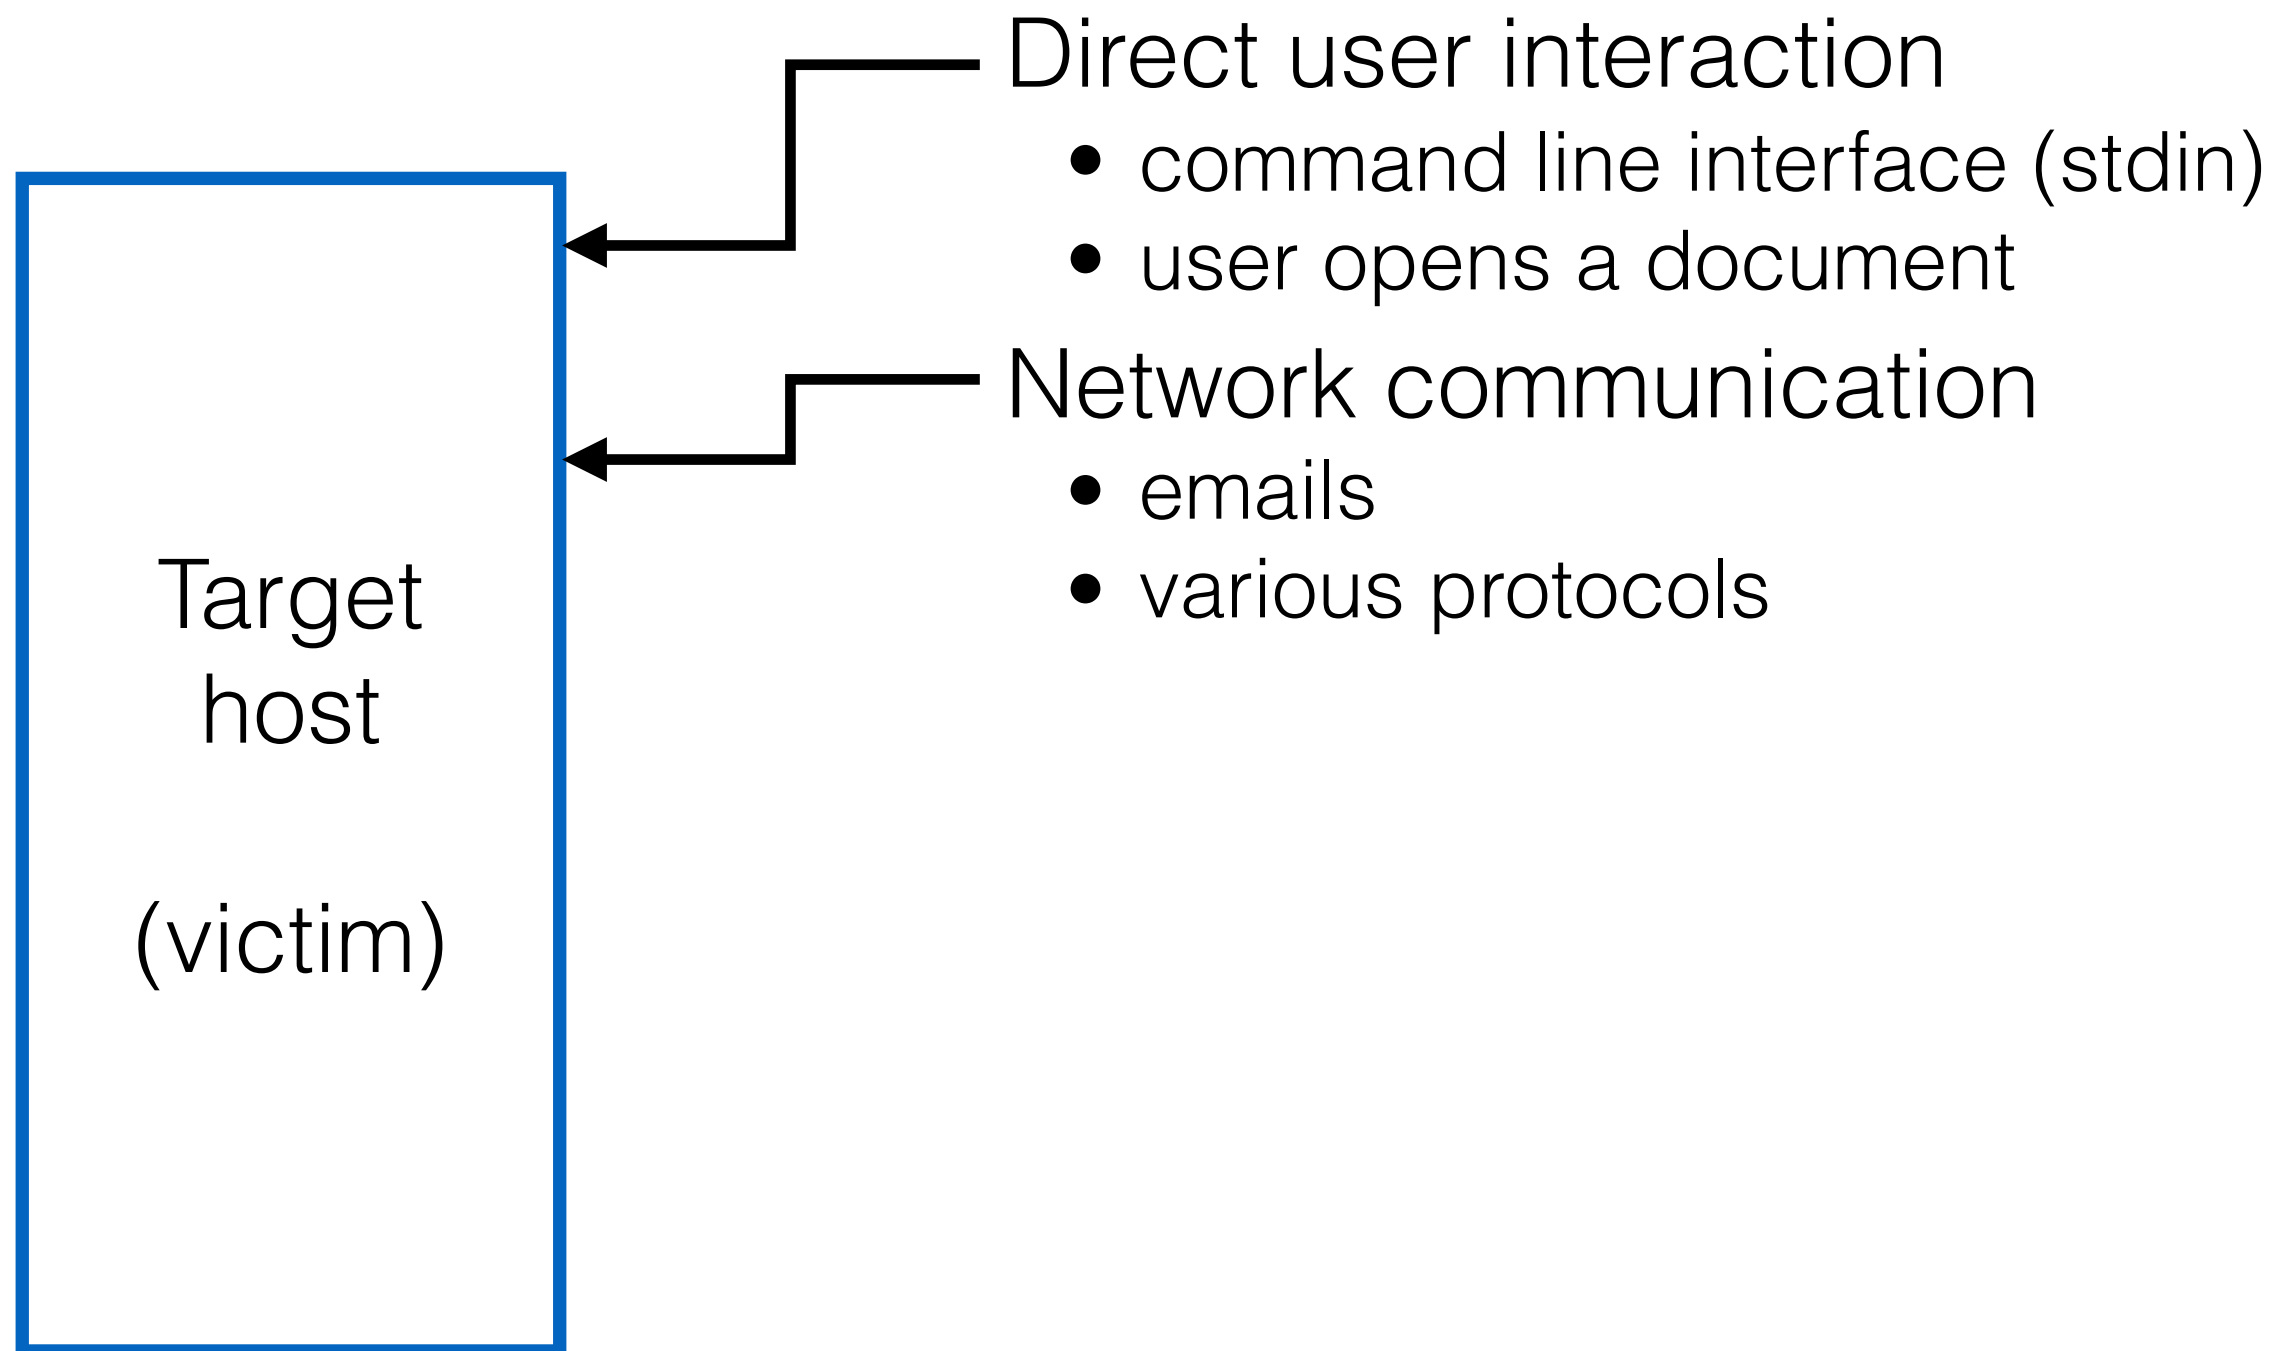 Direct user interaction
• command line interface (stdin)
• user opens a document
Network communication
• emails
• various protocols
Target
host
(victim)